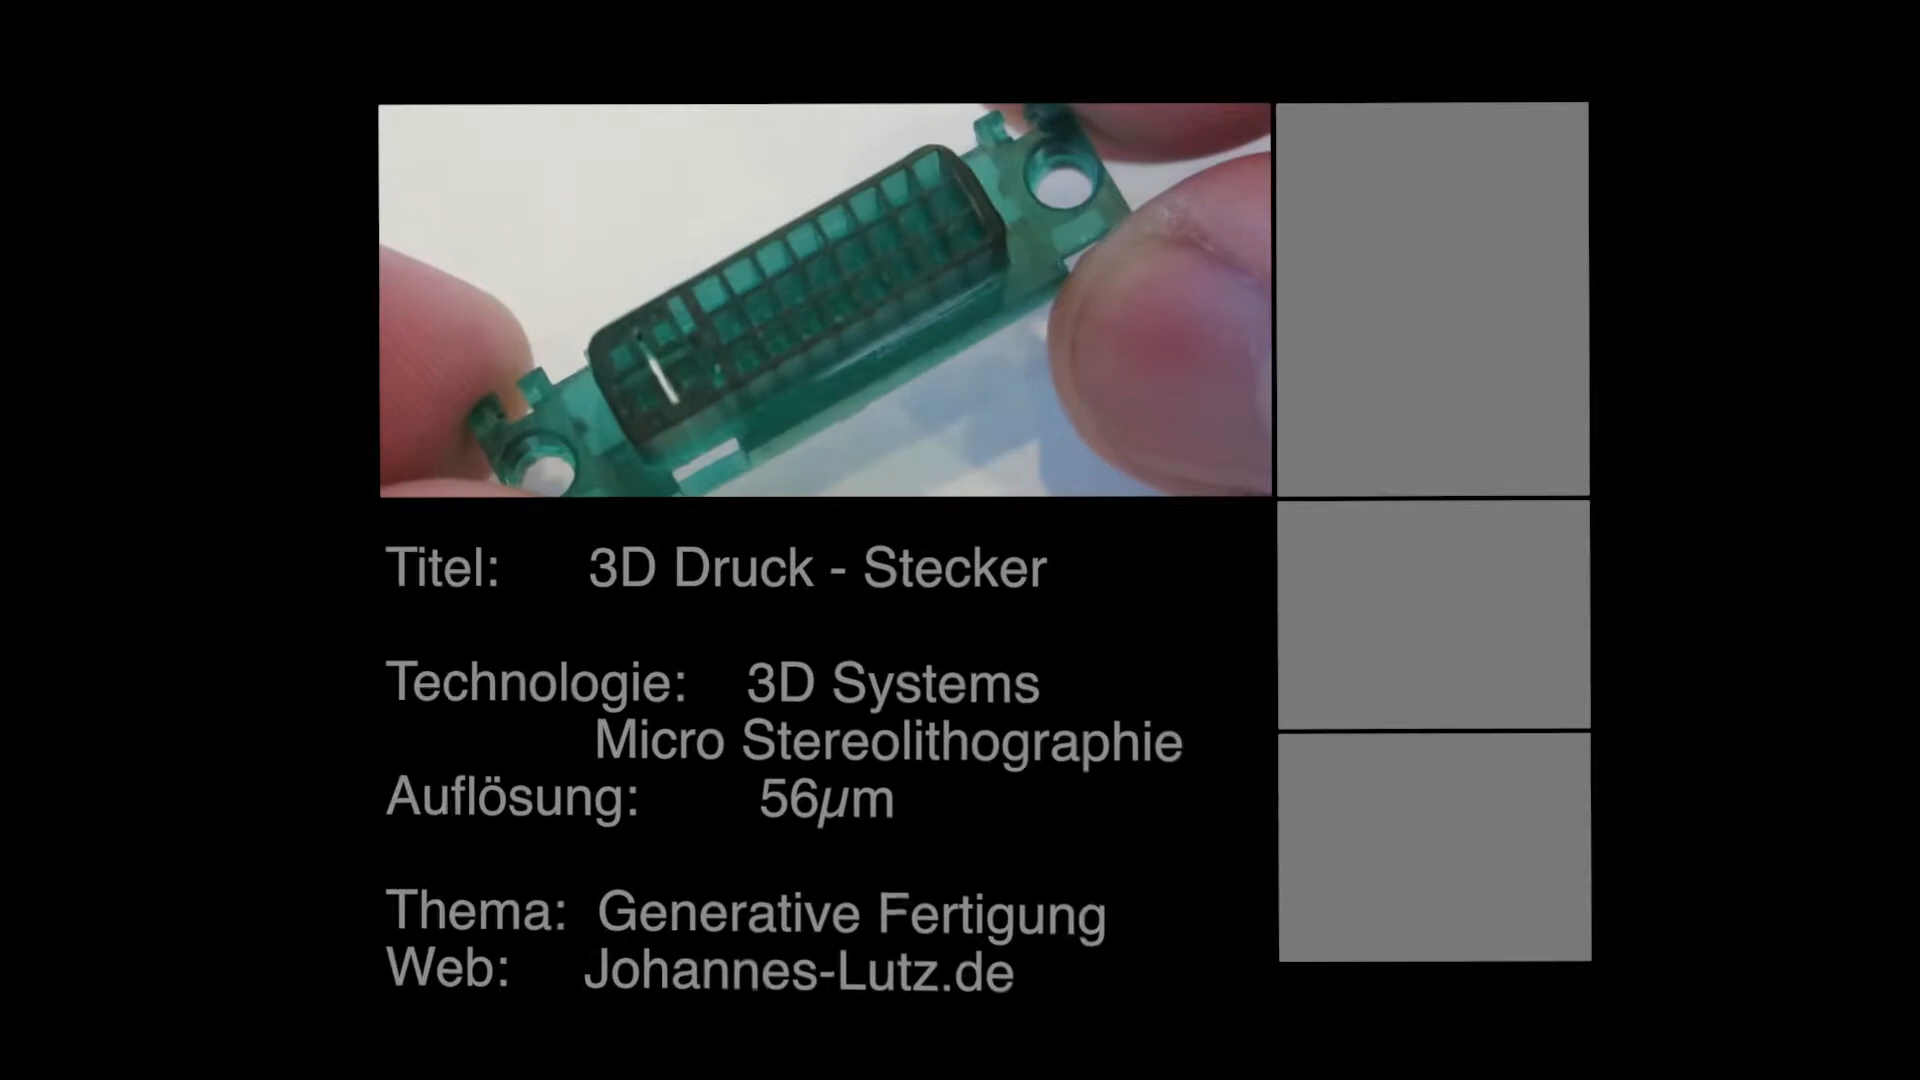 Titel: 3D Druck - Stecker
Technologie: 3D Systems
Micro Stereolithographie
Auflösung: 56µm
Thema: Generative Fertigung
Web: Johannes-Lutz.de